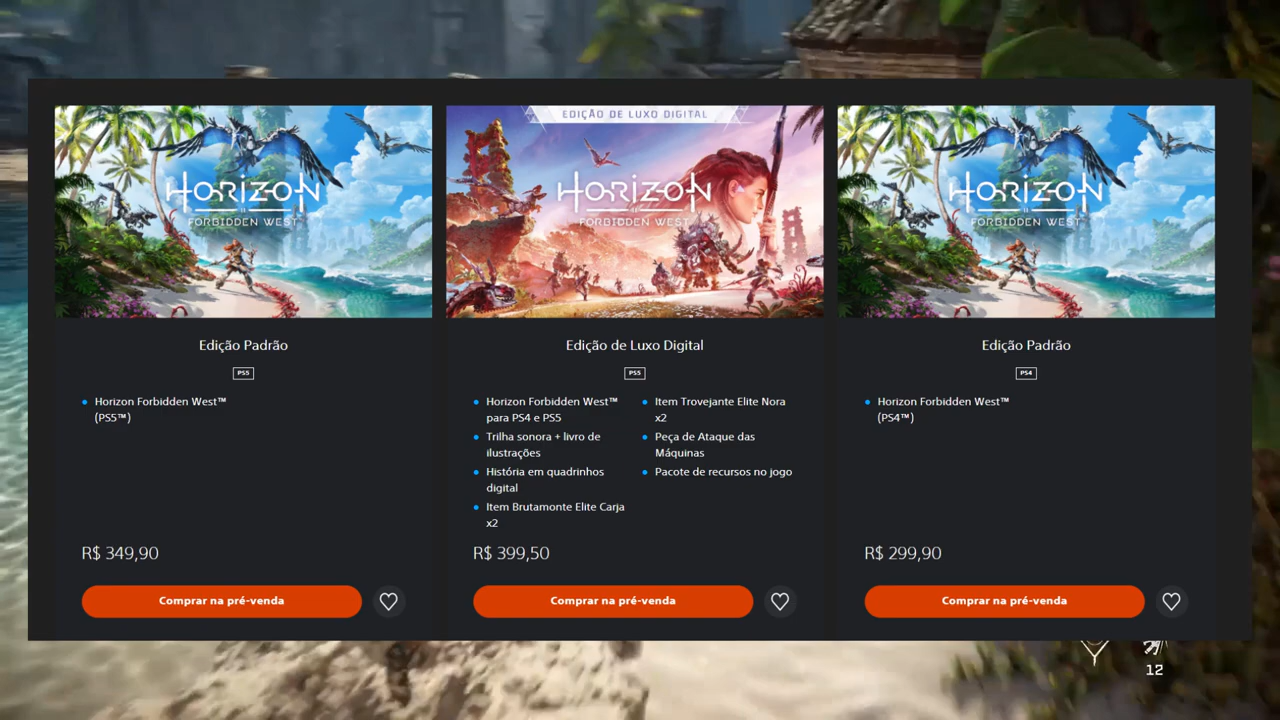 HORIZON
FORBIDDEN WEST
Edição Padrão
PS5
Horizon Forbidden West™
(PS5™)
R$ 349,90
Comprar na pré-venda
EDIÇÃO DE LUXO DIGITAL
HORIZON
FORBIDDEN WEST
Edição de Luxo Digital
PS5
Horizon Forbidden West™
para PS4 e PS5
Trilha sonora + livro de
ilustrações
História em quadrinhos
digital
Item Brutamonte Elite Carja
x2
Item Trovejante Elite Nora
x2
Peça de Ataque das
Máquinas
Pacote de recursos no jogo
R$ 399,50
Comprar na pré-venda
HORIZON
FORBIDDEN WEST
Edição Padrão
PS4
Horizon Forbidden West™
(PS4™)
R$ 299,90
Comprar na pré-venda
12